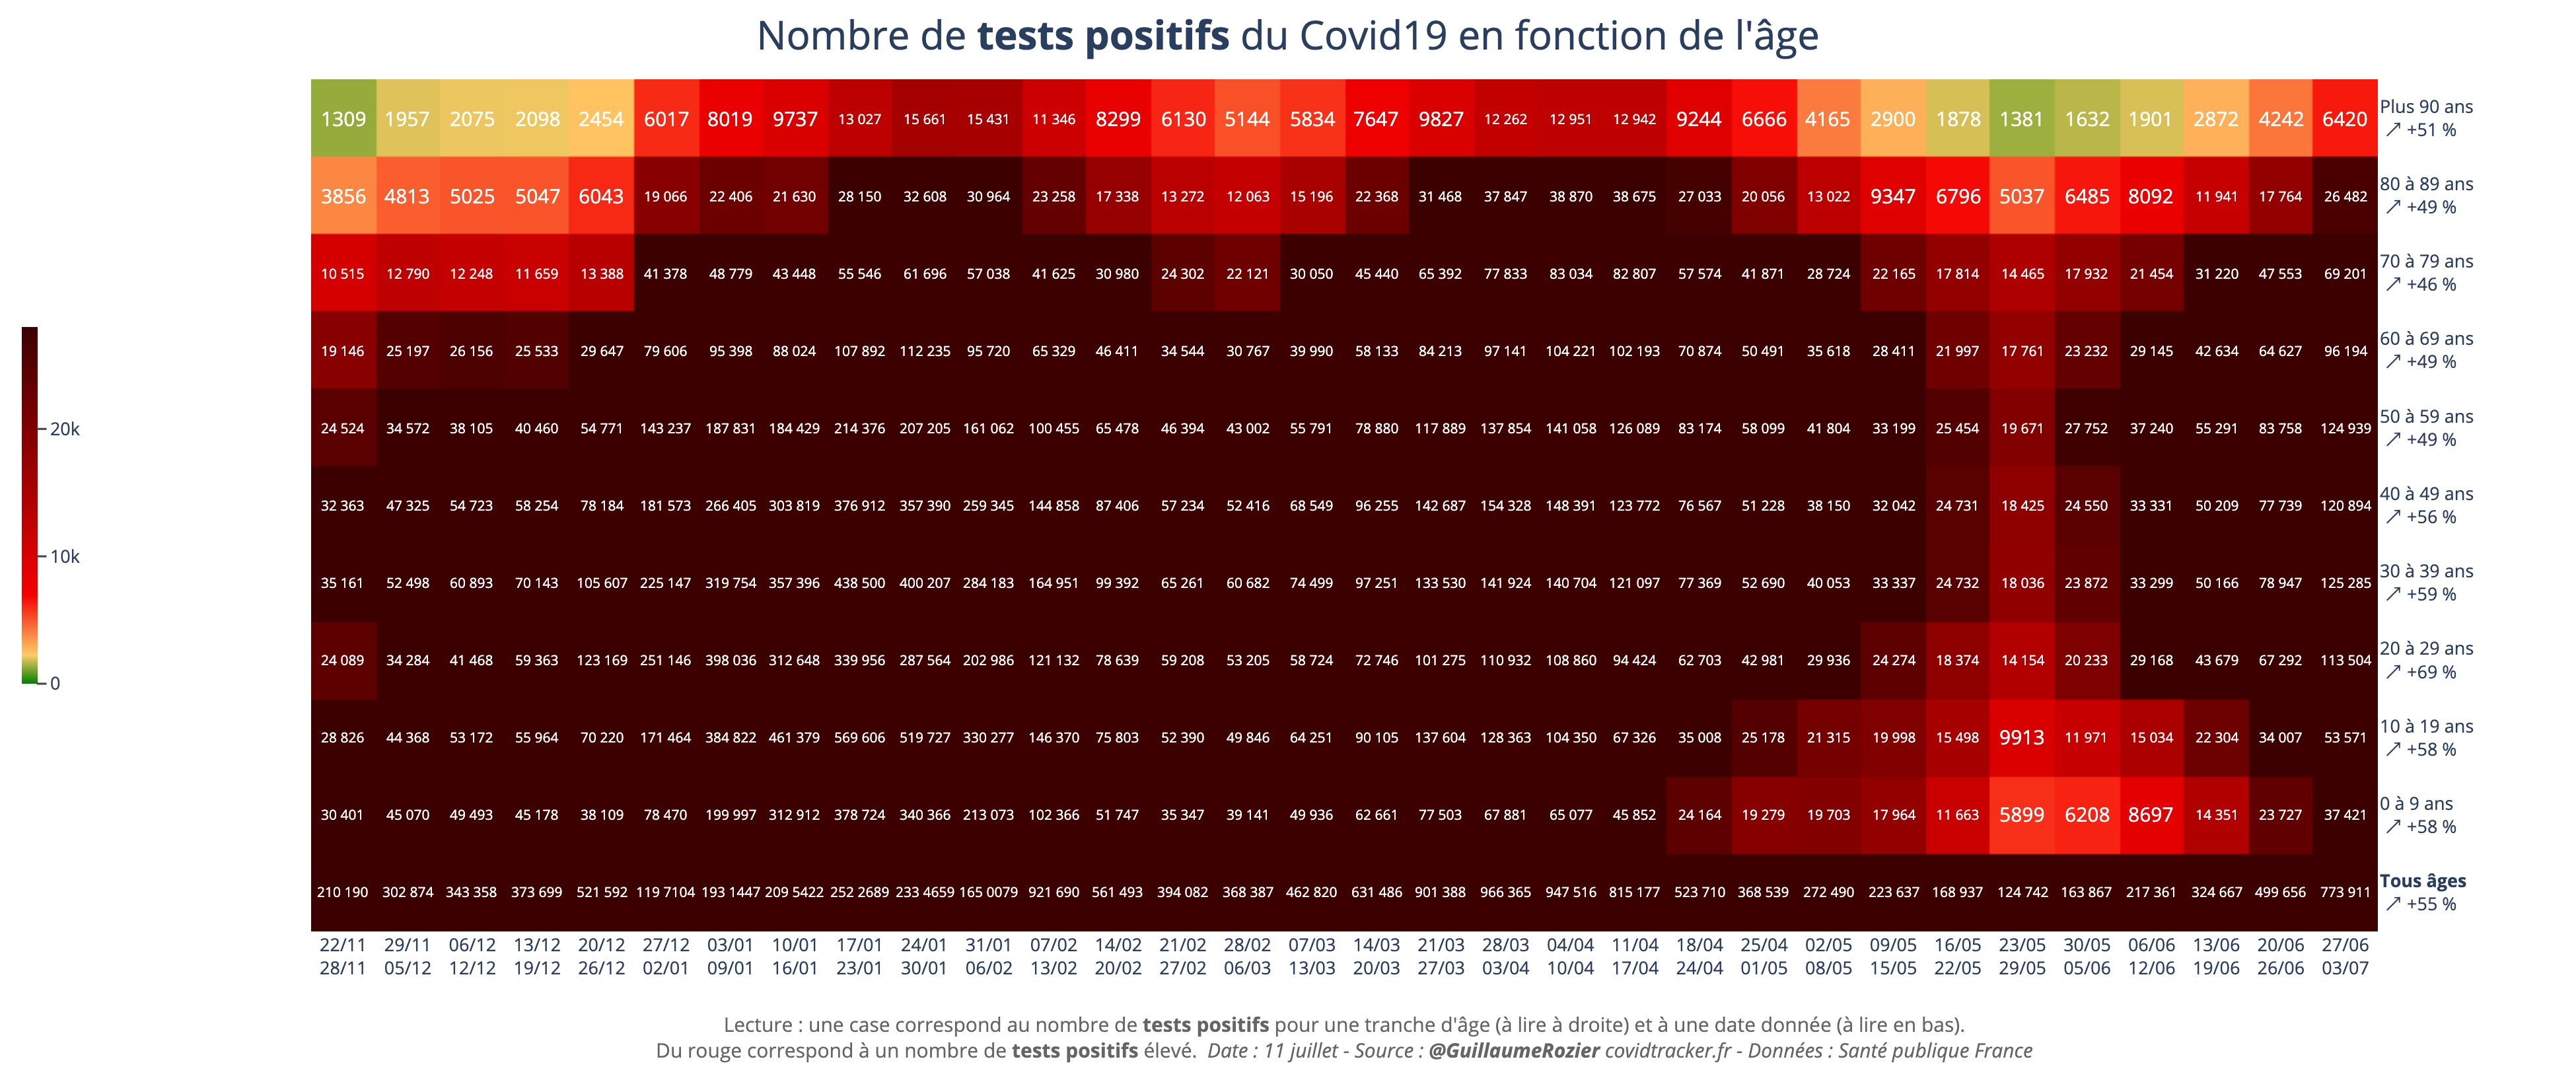 Nombre de tests positifs du Covid19 en fonction de l'âge
1309 1957 2075 2098 2454 6017 8019 9737 13 027 15 661 15 431 11 346 8299 6130 5144 5834 7647 9827 12 262 12 951 12 942 9244 6666 4165 2900 1878 1381 1632 1901 2872 4242 6420 Plus 90 ans
↗ +51 %
3856 4813 5025 5047 6043 19 066 22 406 21 630 28 150 32 608 30 964 23 258 17 338 13 272 12 063 15 196 22 368 31 468 37 847 38 870 38 675 27 033 20 056 13 022 9347 6796 5037 6485 8092 11 941 17 764 26 482 80 à 89 ans
↗ +49 %
10 515 12 790 12 248 11 659 13 388 41 378 48 779 43 448 55 546 61 696 57 038 41 625 30 980 24 302 22 121 30 050 45 440 65 392 77 833 83 034 82 807 57 574 41 871 28 724 22 165 17 814 14 465 17 932 21 454 31 220 47 553 69 201 70 à 79 ans
↗ +46 %
19 146 25 197 26 156 25 533 29 647 79 606 95 398 88 024 107 892 112 235 95 720 65 329 46 411 34 544 30 767 39 990 58 133 84 213 97 141 104 221 102 193 70 874 50 491 35 618 28 411 21 997 17 761 23 232 29 145 42 634 64 627 96 194 60 à 69 ans
↗ +49 %
24 524 34 572 38 105 40 460 54 771 143 237 187 831 184 429 214 376 207 205 161 062 100 455 65 478 46 394 43 002 55 791 78 880 117 889 137 854 141 058 126 089 83 174 58 099 41 804 33 199 25 454 19 671 27 752 37 240 55 291 83 758 124 939 50 à 59 ans
↗ +49 %
32 363 47 325 54 723 58 254 78 184 181 573 266 405 303 819 376 912 357 390 259 345 144 858 87 406 57 234 52 416 68 549 96 255 142 687 154 328 148 391 123 772 76 567 51 228 38 150 32 042 24 731 18 425 24 550 33 331 50 209 77 739 120 894 40 à 49 ans
↗ +56 %
35 161 52 498 60 893 70 143 105 607 225 147 319 754 357 396 438 500 400 207 284 183 164 951 99 392 65 261 60 682 74 499 97 251 133 530 141 924 140 704 121 097 77 369 52 690 40 053 33 337 24 732 18 036 23 872 33 299 50 166 78 947 125 285 30 à 39 ans
↗ +59 %
24 089 34 284 41 468 59 363 123 169 251 146 398 036 312 648 339 956 287 564 202 986 121 132 78 639 59 208 53 205 58 724 72 746 101 275 110 932 108 860 94 424 62 703 42 981 29 936 24 274 18 374 14 154 20 233 29 168 43 679 67 292 113 504 20 à 29 ans
↗ +69 %
28 826 44 368 53 172 55 964 70 220 171 464 384 822 461 379 569 606 519 727 330 277 146 370 75 803 52 390 49 846 64 251 90 105 137 604 128 363 104 350 67 326 35 008 25 178 21 315 19 998 15 498 9913 11 971 15 034 22 304 34 007 53 571 10 à 19 ans
↗ +58 %
30 401 45 070 49 493 45 178 38 109 78 470 199 997 312 912 378 724 340 366 213 073 102 366 51 747 35 347 39 141 49 936 62 661 77 503 67 881 65 077 45 852 24 164 19 279 19 703 17 964 11 663 5899 6208 8697 14 351 23 727 37 421 0 à 9 ans
↗ +58 %
210 190 302 874 343 358 373 699 521 592 119 7104 193 1447 209 5422 252 2689 233 4659 165 0079 921 690 561 493 394 082 368 387 462 820 631 486 901 388 966 365 947 516 815 177 523 710 368 539 272 490 223 637 168 937 124 742 163 867 217 361 324 667 499 656 773 911 Tous âges
↗ +55 %
20k
10k
0
22/11 29/11 06/12 13/12 20/12 27/12 03/01 10/01 17/01 24/01 31/01 07/02 14/02 21/02 28/02 07/03 14/03 21/03 28/03 04/04 11/04 18/04 25/04 02/05 09/05 16/05 23/05 30/05 06/06 13/06 20/06 27/06
28/11 05/12 12/12 19/12 26/12 02/01 09/01 16/01 23/01 30/01 06/02 13/02 20/02 27/02 06/03 13/03 20/03 27/03 03/04 10/04 17/04 24/04 01/05 08/05 15/05 22/05 29/05 05/06 12/06 19/06 26/06 03/07
Lecture : une case correspond au nombre de tests positifs pour une tranche d'âge (à lire à droite) et à une date donnée (à lire en bas).
Du rouge correspond à un nombre de tests positifs élevé. Date : 11 juillet - Source : @GuillaumeRozier covidtracker.fr - Données : Santé publique France